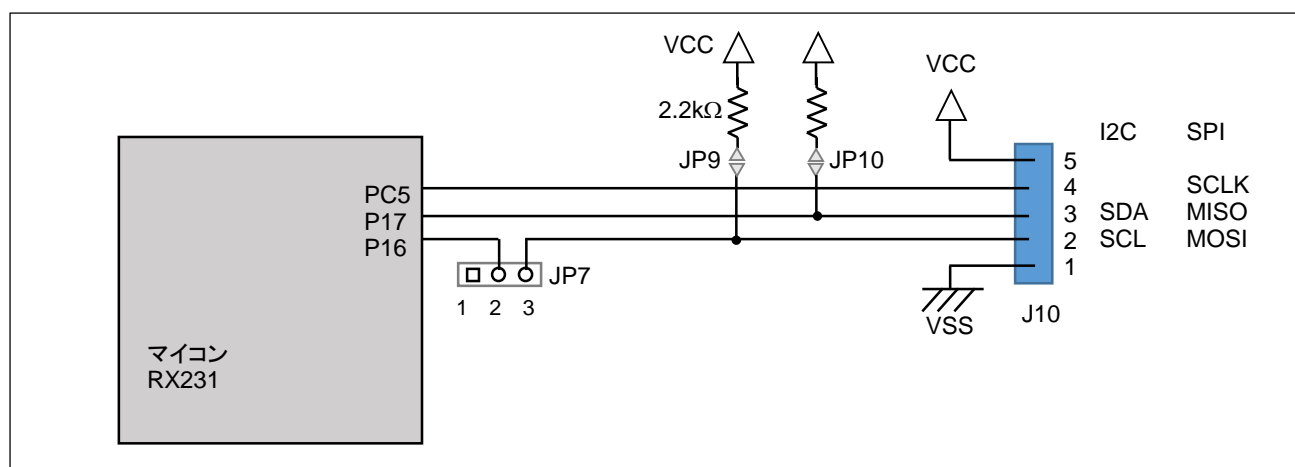 VCC
VCC
2.2kΩ
I2C SPI
JP9 JP10
5
PC5 4 SCLK
P17 3 SDA MISO
P16 2 SCL MOSI
JP7 1
1 2 3
VSS J10
マイコン
RX231